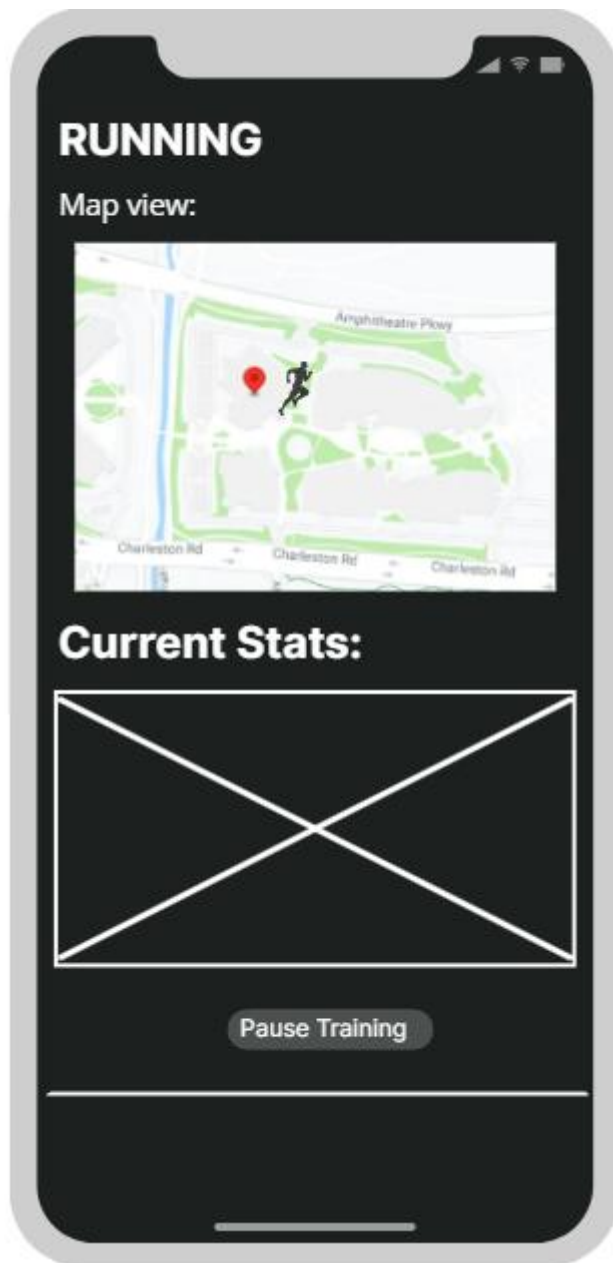 RUNNING
Map view:
Amphitheatre Pkwy
Charleston Rd
Charleston Rd
Charleston Rd
Current Stats:
Pause Training